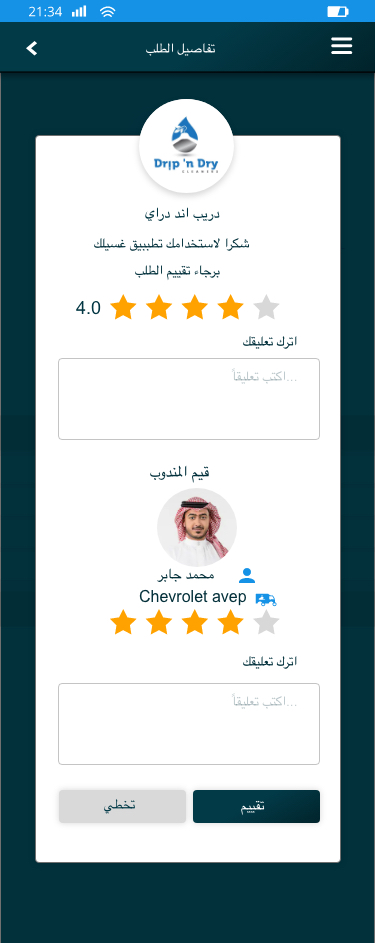 21:34
تفاصيل الطلب
Drip 'n Dry
CLEANERS
دريب اند دراي
شكرا لاستخدامك تطبييق غسيلك
برجاء تقييم الطلب
4.0
اترك تعليقك
اكتب تعليقاً...
قيم المندوب
محمد جابر
Chevrolet avep
اترك تعليقك
اكتب تعليقاً...
تقييم
تخطي